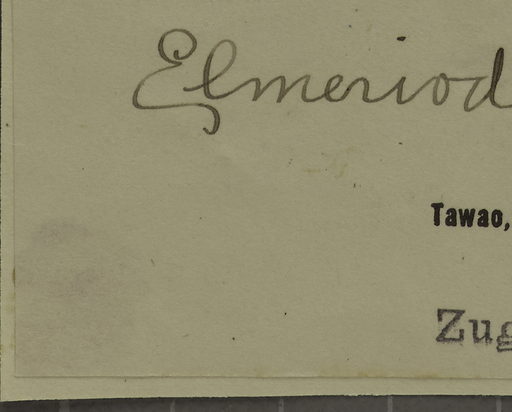 Elmeriod
Tawao,
Zug